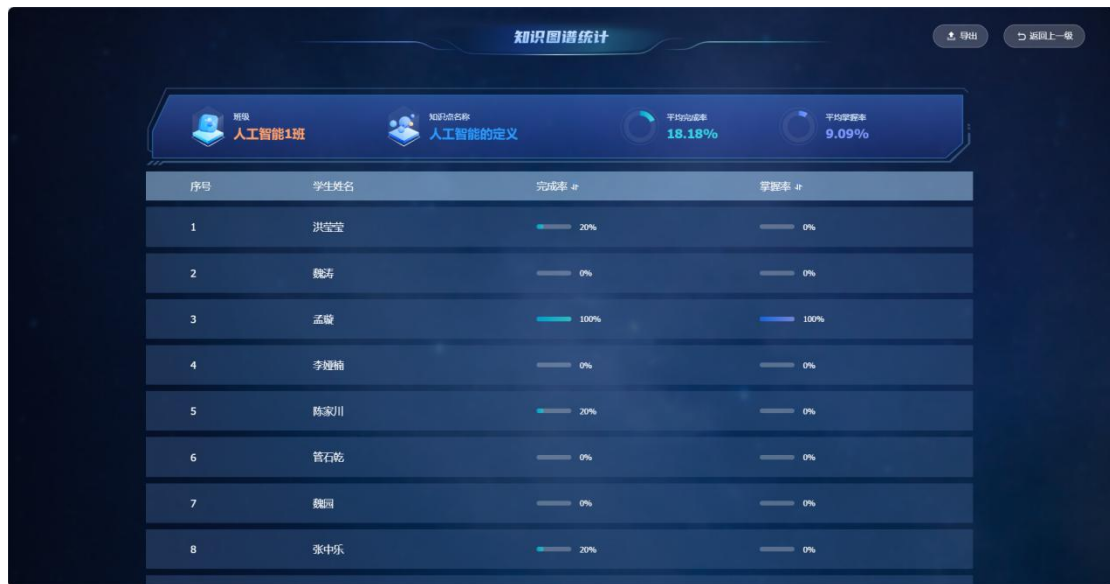 知识图谱统计
导出
返回上一级
班级
人工智能1班
知识点名称
人工智能的定义
平均完成率
18.18%
平均掌握率
9.09%
序号 学生姓名 完成率 掌握率
1 洪莹莹 20% 0%
2 魏涛 0% 0%
3 孟璇 100% 100%
4 李娅楠 0% 0%
5 陈家川 20% 0%
6 管石乾 0% 0%
7 魏园 0% 0%
8 张中乐 20% 0%